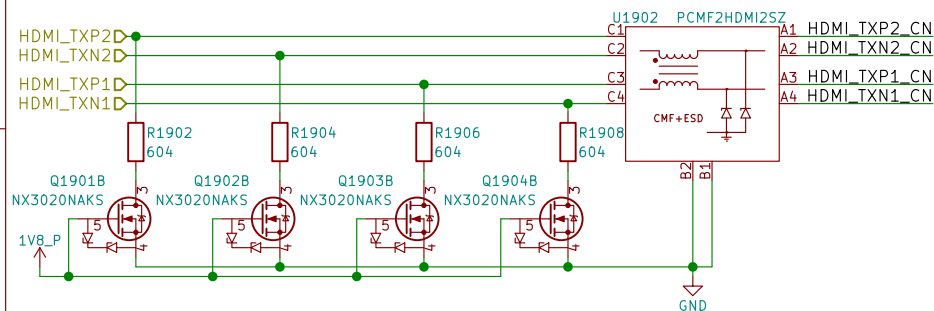 U1902 PCMF2HDMI2SZ
HDMI_TXP2 C1 A1 HDMI_TXP2_CN
HDMI_TXN2 C2 A2 HDMI_TXN2_CN
HDMI_TXP1 C3 A3 HDMI_TXP1_CN
HDMI_TXN1 C4 A4 HDMI_TXN1_CN
CMF+ESD
R1902 R1904 R1906 R1908
604 604 604 604
B2 B1
Q1901B Q1902B Q1903B Q1904B
NX3020NAKS NX3020NAKS NX3020NAKS NX3020NAKS
3 3 3 3
5 5 5 5
4 4 4 4
1V8_P
GND